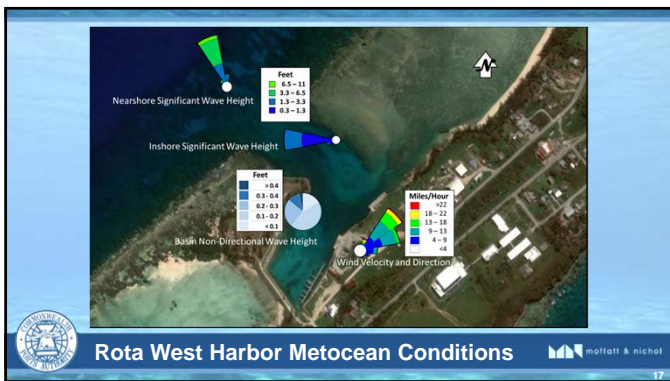 N
Feet
6.5 – 11
3.3 – 6.5
1.3 – 3.3
0.3 – 1.3
Nearshore Significant Wave Height
Inshore Significant Wave Height
Feet
> 0.4
0.3 - 0.4
0.2 - 0.3
0.1 - 0.2
< 0.1
Basin Non-Directional Wave Height
Miles/Hour
>22
18 – 22
13 – 18
9 – 13
4 – 9
<4
Wind Velocity and Direction
COMMONWEALTH
PORTS AUTHORITY
Rota West Harbor Metocean Conditions
moffatt & nichol
17